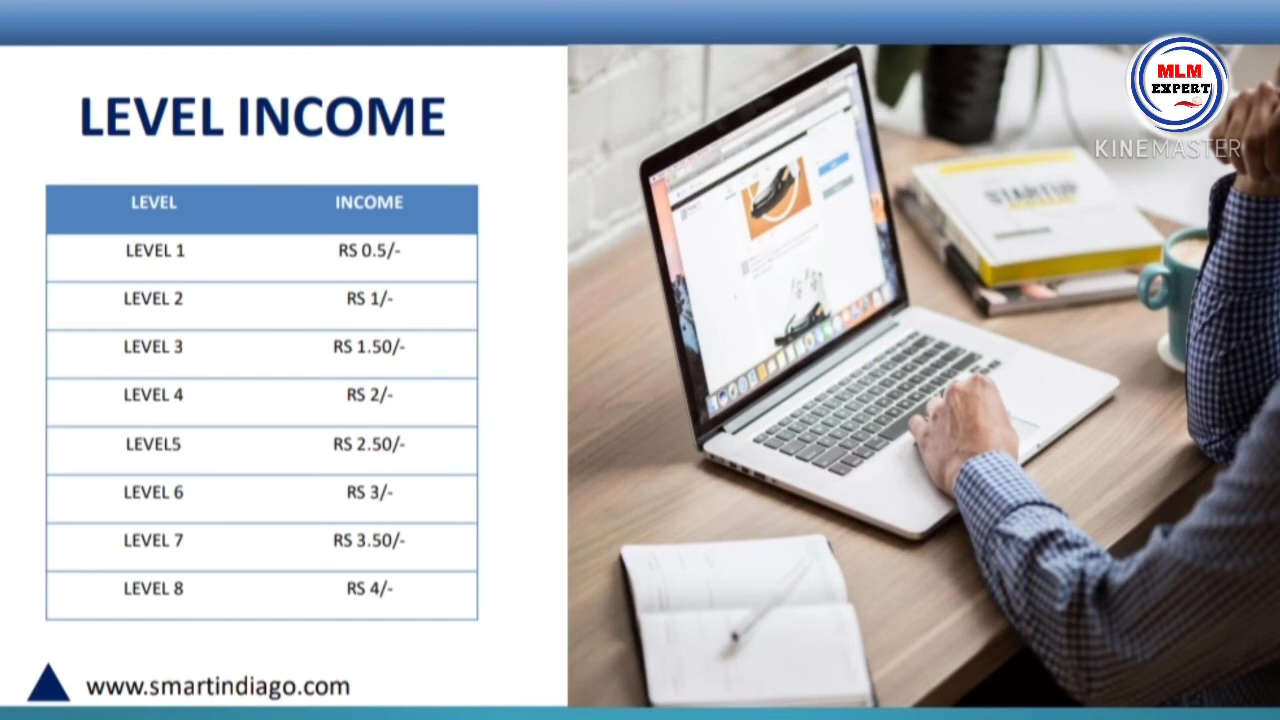 LEVEL INCOME
LEVEL INCOME
LEVEL 1 RS 0.5/-
LEVEL 2 RS 1/-
LEVEL 3 RS 1.50/-
LEVEL 4 RS 2/-
LEVEL5 RS 2.50/-
LEVEL 6 RS 3/-
LEVEL 7 RS 3.50/-
LEVEL 8 RS 4/-
www.smartindiago.com
MLM
EXPERT
KINEMASTER
STARTUP